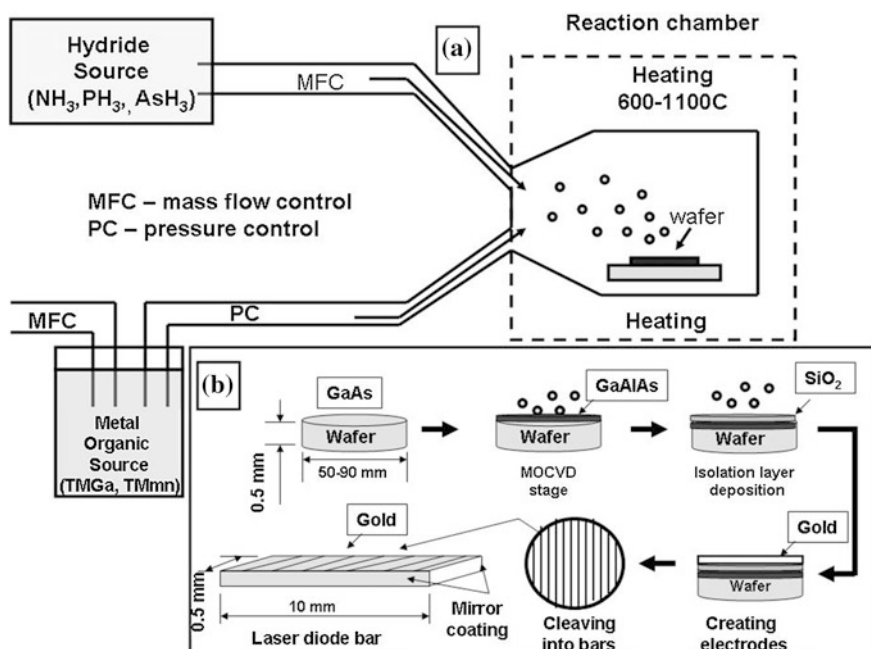 Hydride
Source
(NH₃,PH₃,, AsH₃)
MFC
(a)
Reaction chamber
Heating
600-1100C
wafer
Heating
MFC – mass flow control
PC – pressure control
MFC
PC
Metal
Organic
Source
(TMGa, TMmn)
(b)
GaAs
Wafer
0.5 mm
50-90 mm
GaAlAs
Wafer
MOCVD
stage
SiO₂
Wafer
Isolation layer
deposition
Gold
Wafer
Creating
electrodes
Cleaving
into bars
Gold
0.5 mm
10 mm
Mirror
coating
Laser diode bar